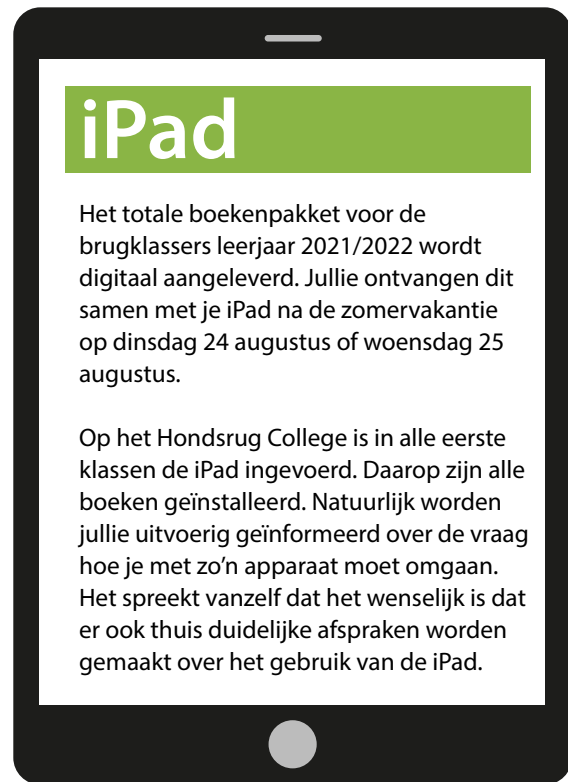 iPad
Het totale boekenpakket voor de
brugklassers leerjaar 2021/2022 wordt
digitaal aangeleverd. Jullie ontvangen dit
samen met je iPad na de zomervakantie
op dinsdag 24 augustus of woensdag 25
augustus.
Op het Hondsrug College is in alle eerste
klassen de iPad ingevoerd. Daarop zijn alle
boeken geïnstalleerd. Natuurlijk worden
jullie uitvoerig geïnformeerd over de vraag
hoe je met zo’n apparaat moet omgaan.
Het spreekt vanzelf dat het wenselijk is dat
er ook thuis duidelijke afspraken worden
gemaakt over het gebruik van de iPad.